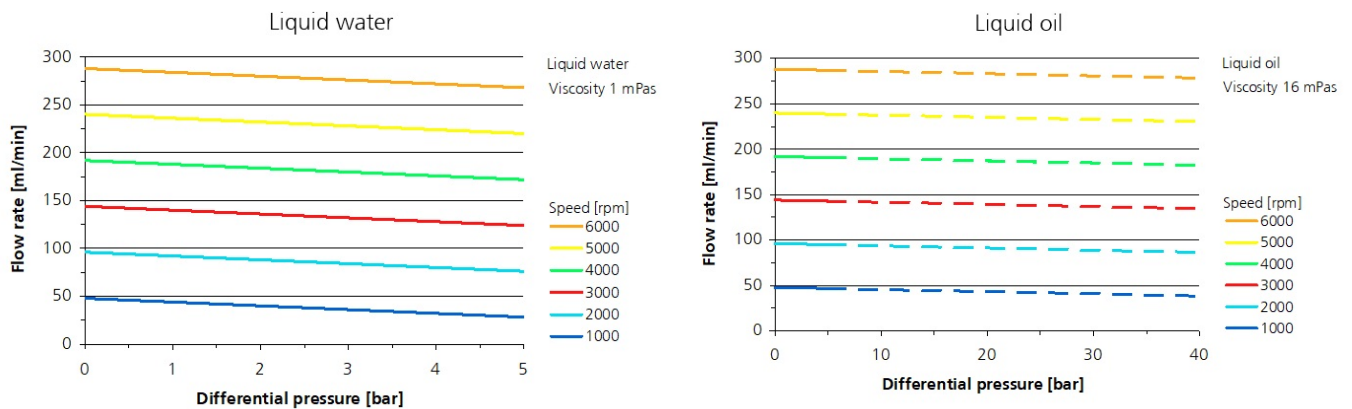 Liquid water
Flow rate [ml/min]
300
250
200
150
100
50
0
0 1 2 3 4 5
Differential pressure [bar]
Liquid water
Viscosity 1 mPas
Speed [rpm]
6000
5000
4000
3000
2000
1000
Liquid oil
Flow rate [ml/min]
300
250
200
150
100
50
0
0 10 20 30 40
Differential pressure [bar]
Liquid oil
Viscosity 16 mPas
Speed [rpm]
6000
5000
4000
3000
2000
1000